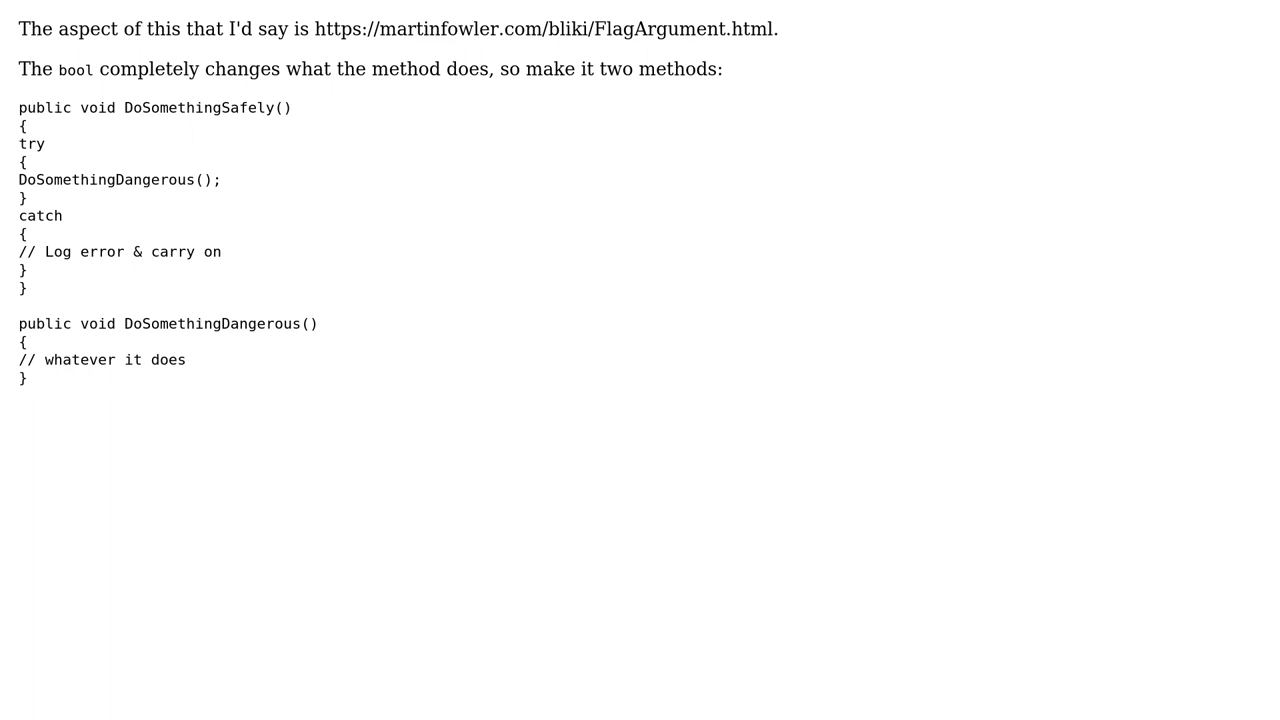 The aspect of this that I'd say is https://martinfowler.com/bliki/FlagArgument.html.
The bool completely changes what the method does, so make it two methods:
public void DoSomethingSafely()
{
try
{
DoSomethingDangerous();
}
catch
{
// Log error & carry on
}
}
public void DoSomethingDangerous()
{
// whatever it does
}